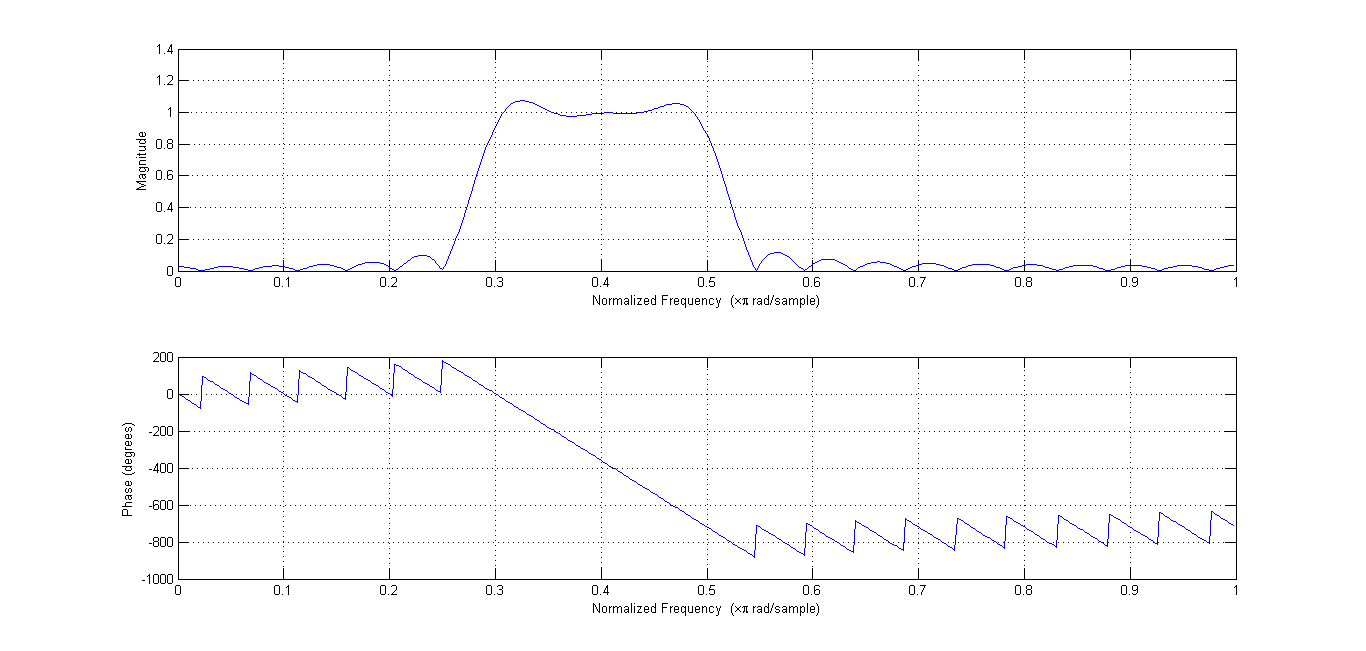 1.4
1.2
1
0.8
0.6
0.4
0.2
0
Magnitude
0 0.1 0.2 0.3 0.4 0.5 0.6 0.7 0.8 0.9 1
Normalized Frequency (×π rad/sample)
200
0
-200
-400
-600
-800
-1000
Phase (degrees)
0 0.1 0.2 0.3 0.4 0.5 0.6 0.7 0.8 0.9 1
Normalized Frequency (×π rad/sample)